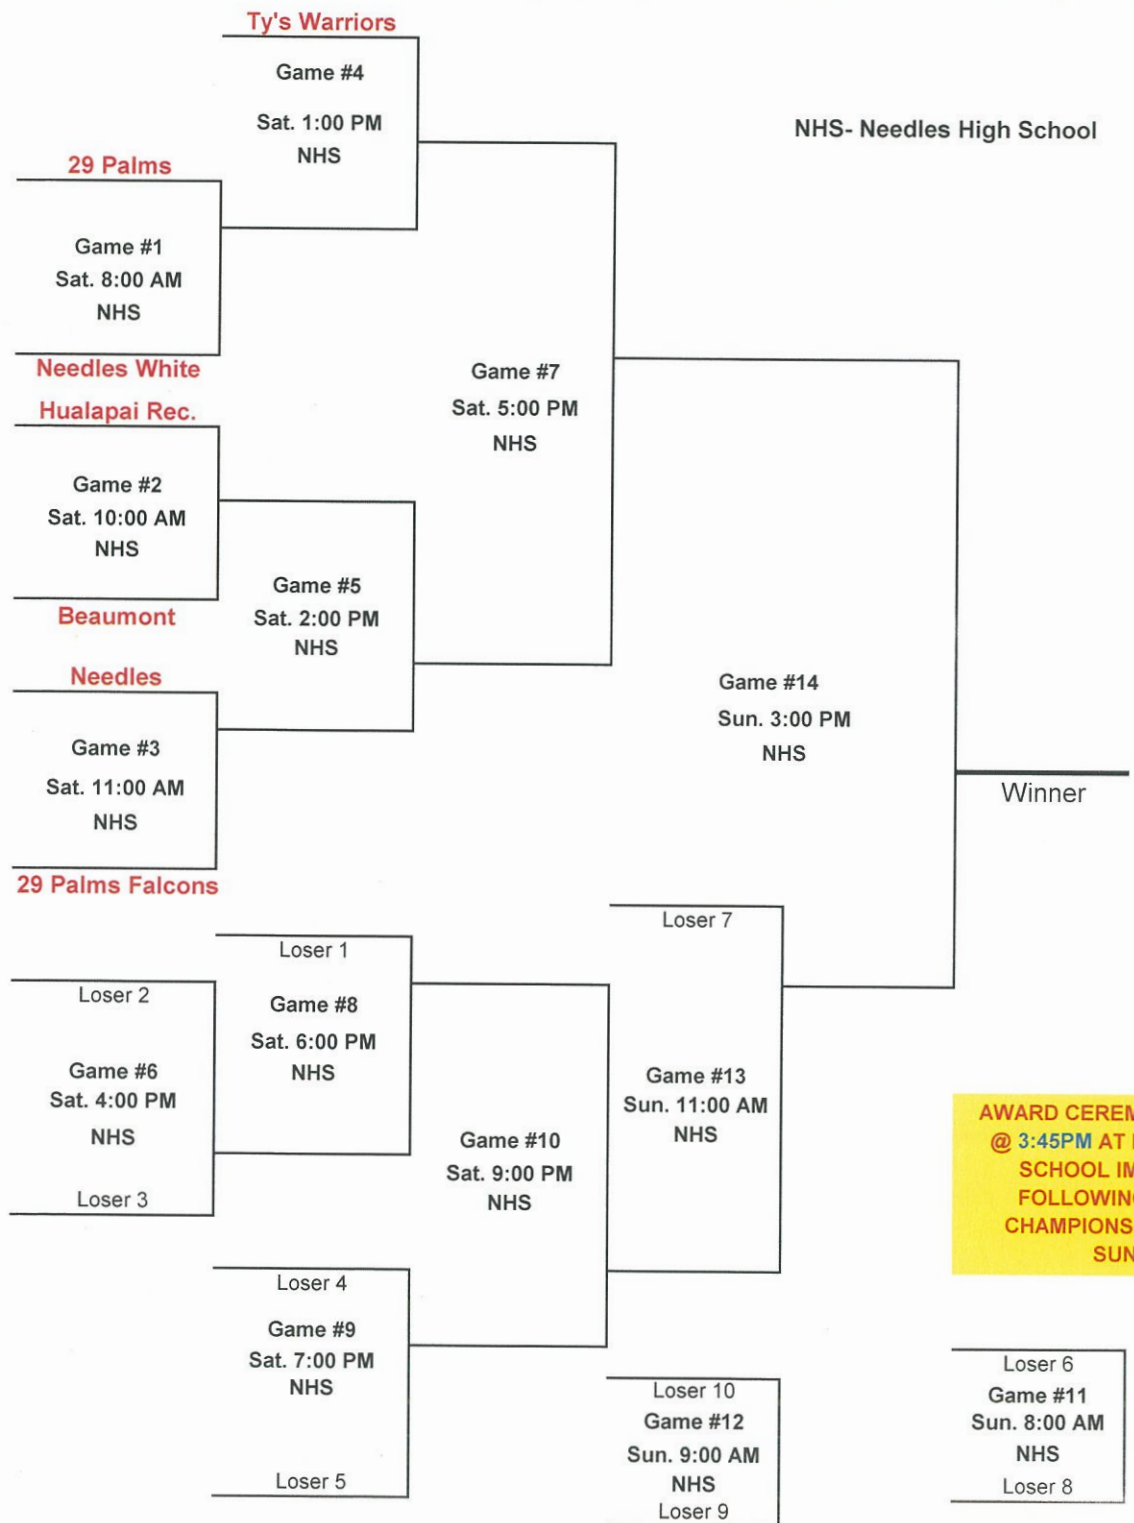 Ty's Warriors
Game #4
Sat. 1:00 PM
NHS
NHS- Needles High School
29 Palms
Game #1
Sat. 8:00 AM
NHS
Needles White
Hualapai Rec.
Game #2
Sat. 10:00 AM
NHS
Beaumont
Game #5
Sat. 2:00 PM
NHS
Game #7
Sat. 5:00 PM
NHS
Needles
Game #3
Sat. 11:00 AM
NHS
29 Palms Falcons
Game #14
Sun. 3:00 PM
NHS
Winner
Loser 1
Game #8
Sat. 6:00 PM
NHS
Loser 2
Game #6
Sat. 4:00 PM
NHS
Loser 3
Loser 7
Game #13
Sun. 11:00 AM
NHS
Game #10
Sat. 9:00 PM
NHS
Loser 4
Game #9
Sat. 7:00 PM
NHS
Loser 5
AWARD
@ 3:45PM AT
SCHOOL
Loser 10
Game #12
Sun. 9:00 AM
NHS
Loser 9
Loser 6
Game #11
Sun. 8:00 AM
NHS
Loser 8